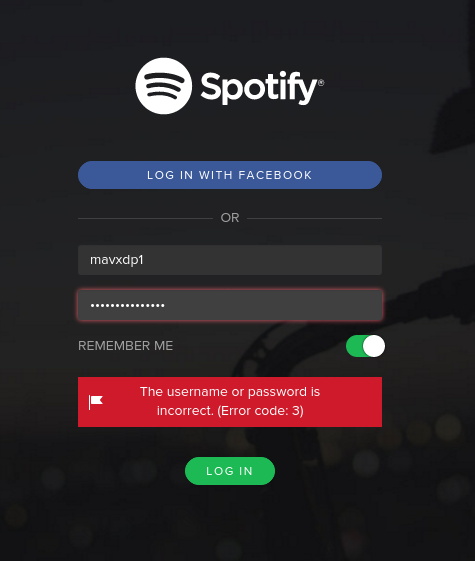 Spotify®
LOG IN WITH FACEBOOK
OR
mavxdp1
•••••••••••••••
REMEMBER ME
The username or password is
incorrect. (Error code: 3)
LOG IN